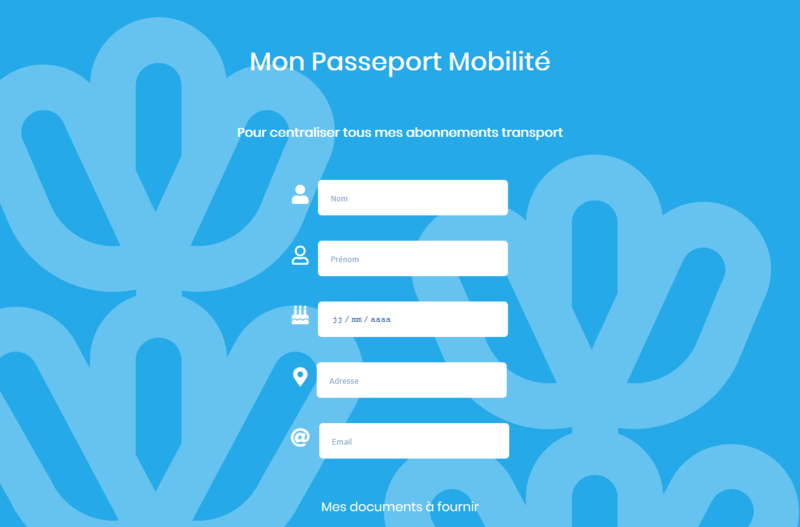 Mon Passeport Mobilité
Pour centraliser tous mes abonnements transport
Nom
Prénom
jj / mm / aaaa
Adresse
@ Email
Mes documents à fournir